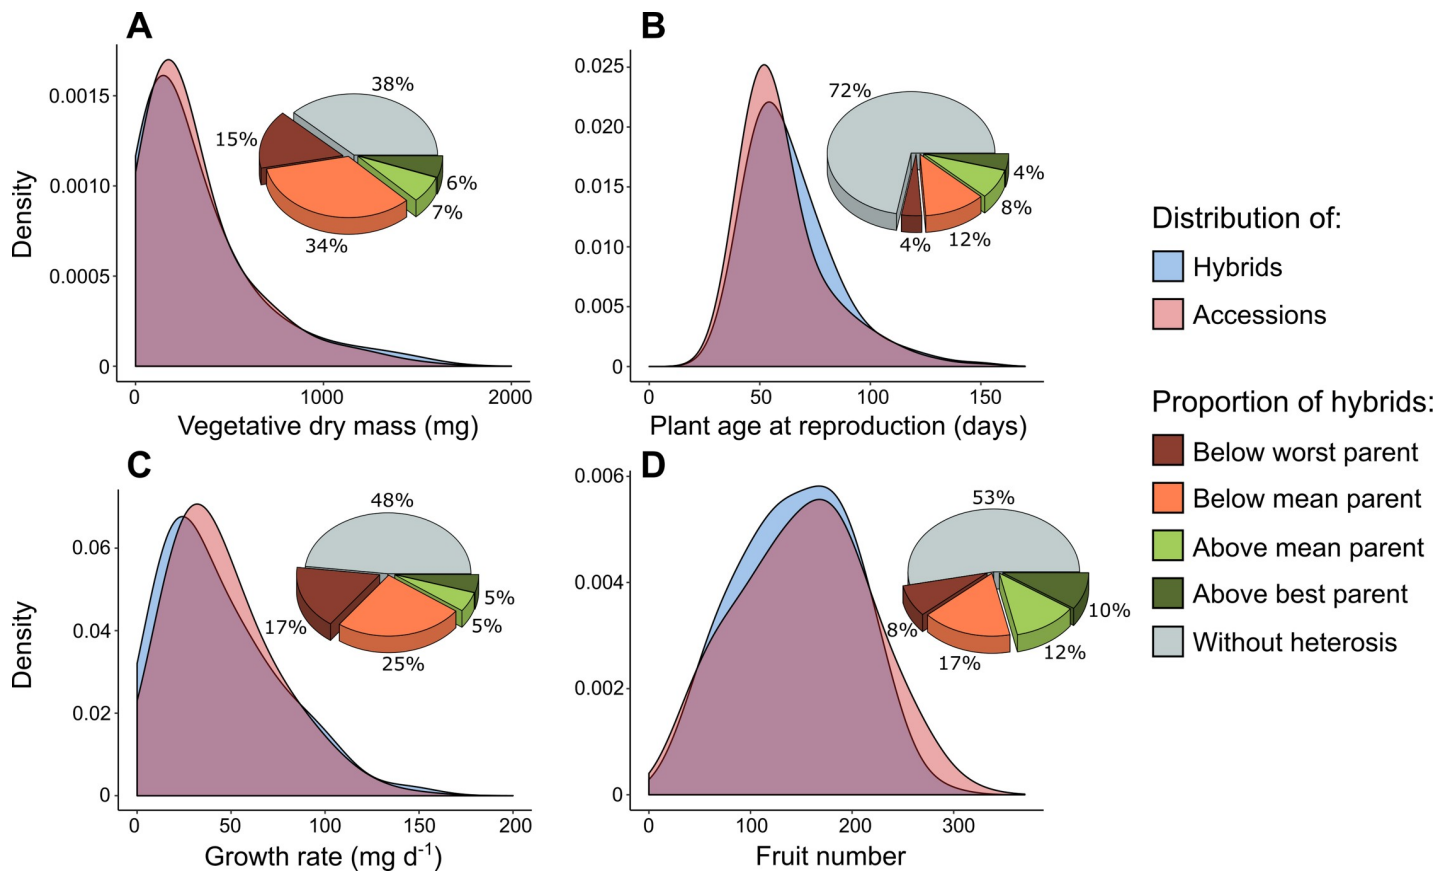 A
38%
15%
6%
7%
34%
0.0015
0.0010
0.0005
0
Density
0
1000
2000
Vegetative dry mass (mg)
B
72%
4%
8%
12%
4%
0.025
0.020
0.015
0.010
0.005
0
0
50
100
150
Plant age at reproduction (days)
C
48%
5%
5%
17%
25%
0.06
0.04
0.02
0
Density
0
50
100
150
200
Growth rate (mg d-1)
D
53%
10%
8%
12%
17%
0.006
0.004
0.002
0
0
100
200
300
Fruit number
Distribution of:
Hybrids
Accessions
Proportion of hybrids:
Below worst parent
Below mean parent
Above mean parent
Above best parent
Without heterosis